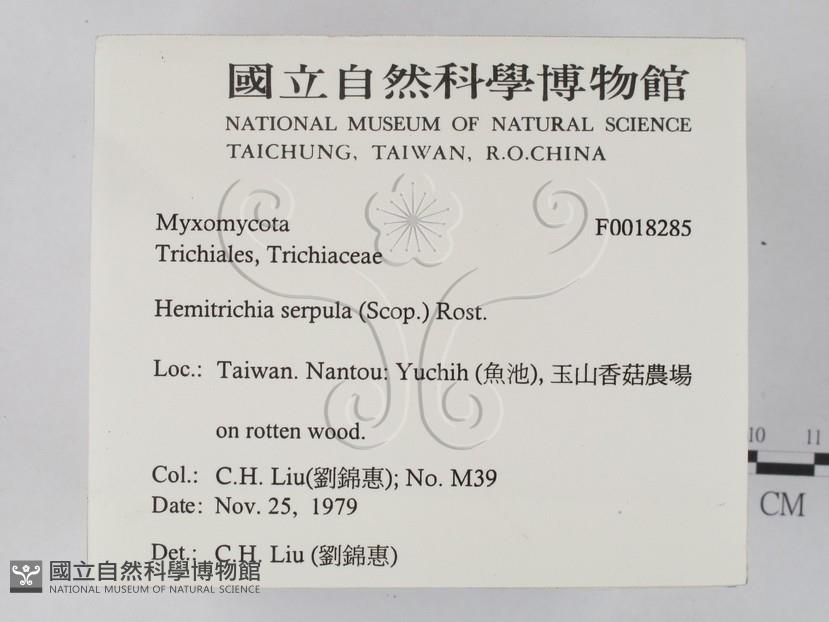 國立自然科學博物館
NATIONAL MUSEUM OF NATURAL SCIENCE
TAICHUNG, TAIWAN, R.O.CHINA
Myxomycota F0018285
Trichiales, Trichiaceae
Hemitrichia serpula (Scop.) Rost.
Loc.: Taiwan. Nantou: Yuchih (魚池), 玉山香菇農場
on rotten wood.
Col.: C.H. Liu(劉錦惠); No. M39
Date: Nov. 25, 1979
Det.: C.H. Liu (劉錦惠)
10 11
CM
國立自然科學博物館
NATIONAL MUSEUM OF NATURAL SCIENCE